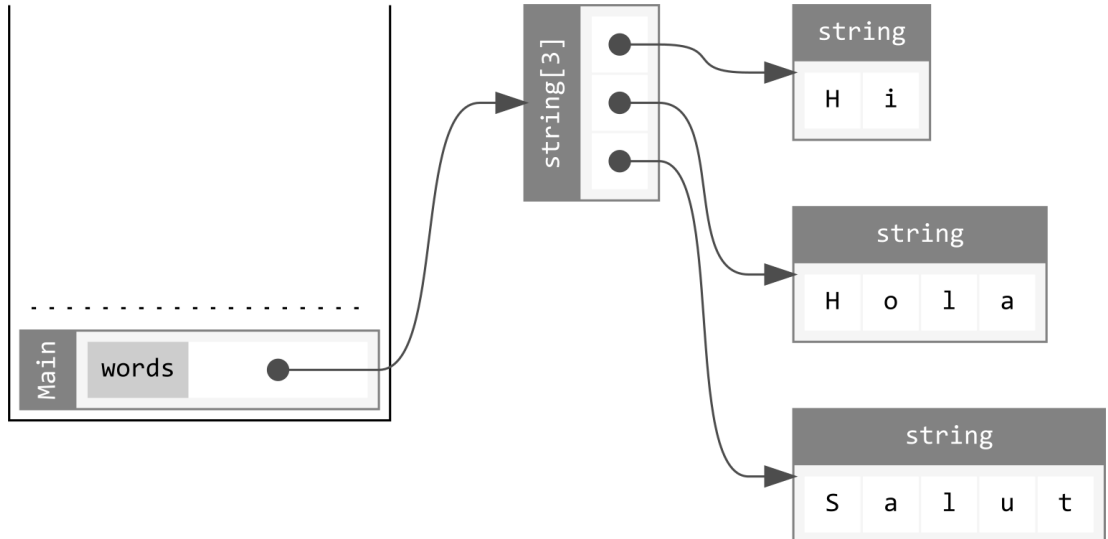 string
string[3]
H i
string
H o l a
Main
words
string
S a l u t